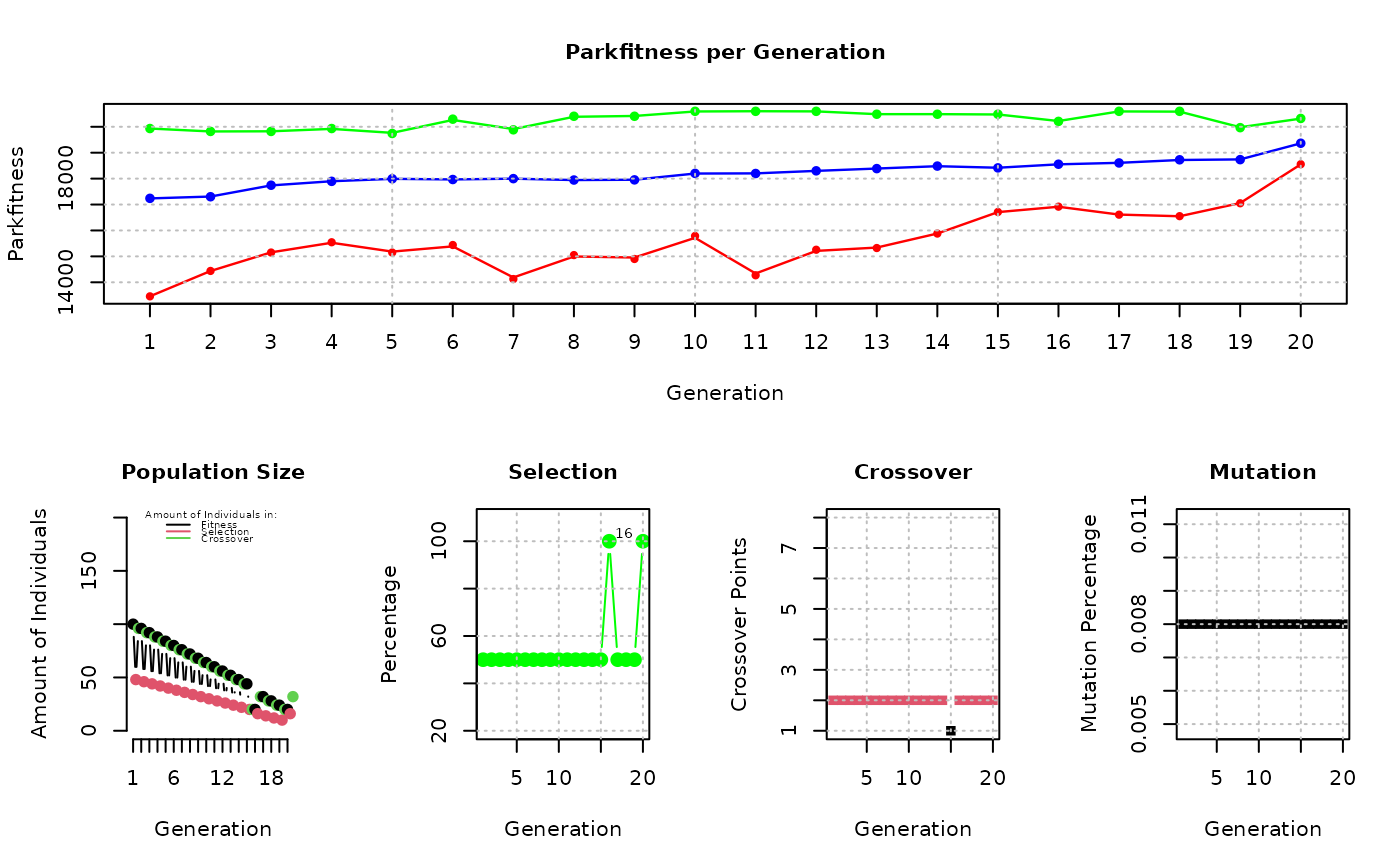 Parkfitness per Generation
Parkfitness
18000
14000
1 2 3 4 5 6 7 8 9 10 11 12 13 14 15 16 17 18 19 20
Generation
Population Size
Amount of Individuals
Amount of Individuals in:
Fitness
Selection
Crossover
150
50
0
1 6 12 18
Generation
Selection
Percentage
100
60
20
16
5 10 20
Generation
Crossover
Crossover Points
7
5
3
1
5 10 20
Generation
Mutation
Mutation Percentage
0.011
0.008
0.005
5 10 20
Generation